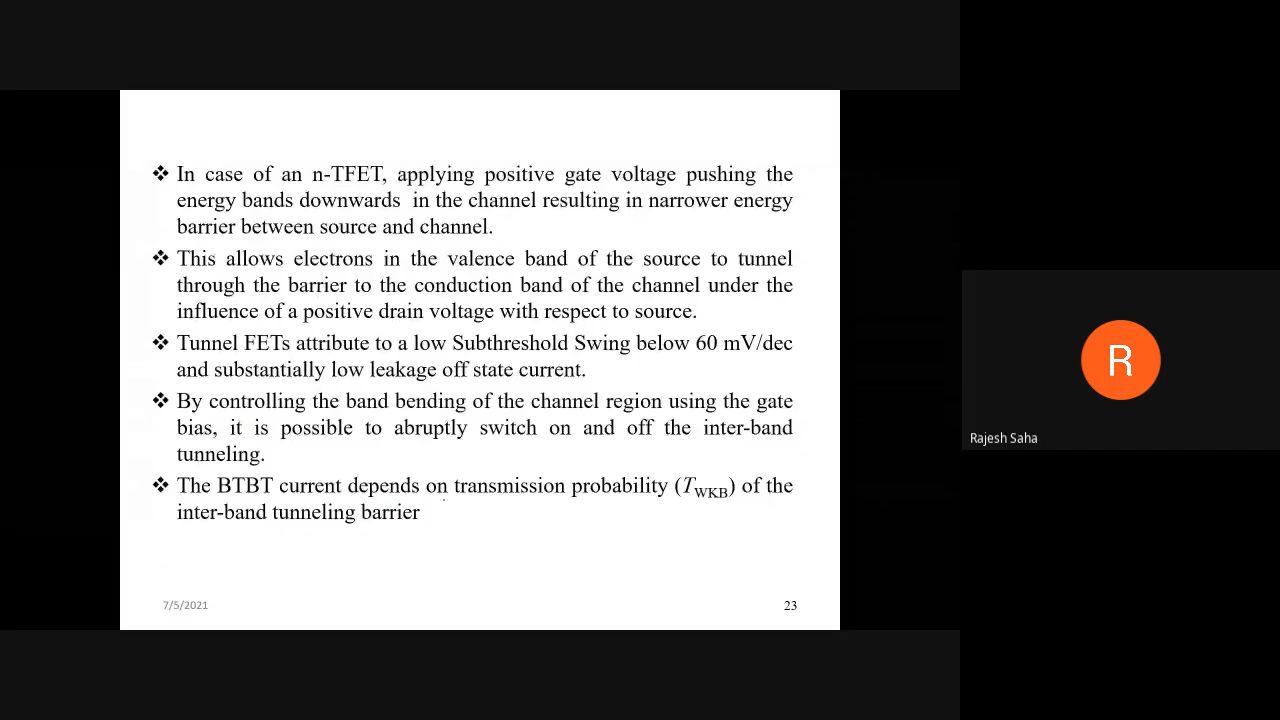 ❖ In case of an n-TFET, applying positive gate voltage pushing the
energy bands downwards in the channel resulting in narrower energy
barrier between source and channel.
❖ This allows electrons in the valence band of the source to tunnel
through the barrier to the conduction band of the channel under the
influence of a positive drain voltage with respect to source.
❖ Tunnel FETs attribute to a low Subthreshold Swing below 60 mV/dec
and substantially low leakage off state current.
❖ By controlling the band bending of the channel region using the gate
bias, it is possible to abruptly switch on and off the inter-band
tunneling.
❖ The BTBT current depends on transmission probability (TWKB) of the
inter-band tunneling barrier
7/5/2021
23
R
Rajesh Saha